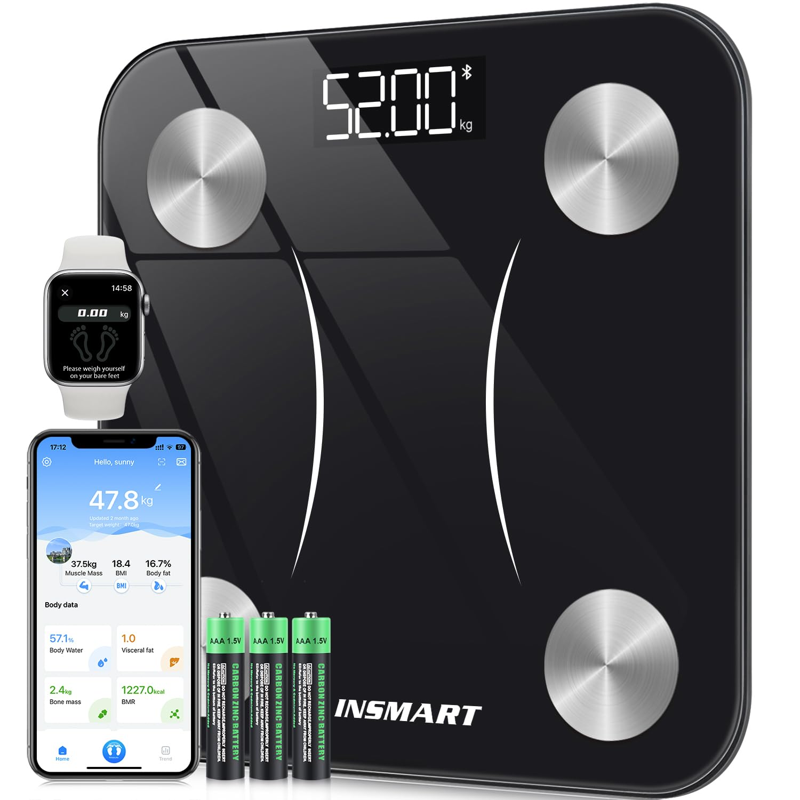 52.00
kg
14:58
0.00 kg
Please weigh yourself
on your bare feet
17:12
Hello, sunny
47.8 kg
37.5kg 18.4 16.7%
Muscle Mass BMI Body fat
BMI
Body data
57.1% 1.0
Body Water Visceral fat
2.4kg 1227.0kcal
Bone mass BMR
Home Trend
AAA 1.5V AAA 1.5V AAA 1.5V
CARBON ZINC BATTERY
CARBON ZINC BATTERY
CARBON ZINC BATTERY
INSMART